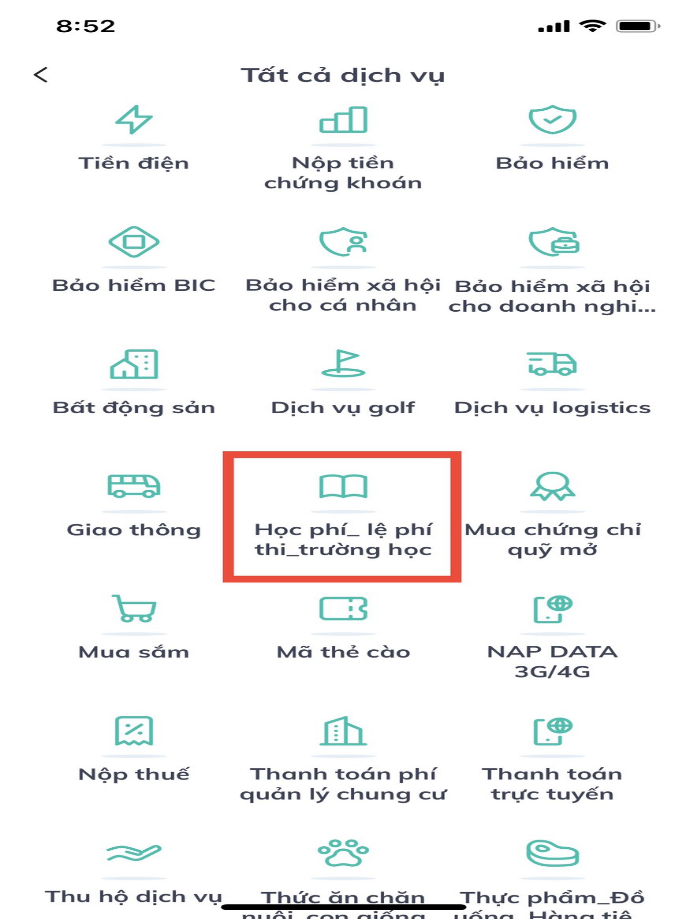 8:52
Tất cả dịch vụ
Tiền điện
Nộp tiền
chứng khoán
Bảo hiểm
Bảo hiểm BIC
Bảo hiểm xã hội
cho cá nhân
Bảo hiểm xã hội
cho doanh nghi...
Bất động sản
Dịch vụ golf
Dịch vụ logistics
Giao thông
Học phí_ lệ phí
thi_trường học
Mua chứng chỉ
quỹ mở
Mua sắm
Mã thẻ cào
NAP DATA
3G/4G
Nộp thuế
Thanh toán phí
quản lý chung cư
Thanh toán
trực tuyến
Thu hộ dịch vụ
Thức ăn chăn
nuôi_con giống
Thực phẩm_Đồ
uống_Hàng tiê